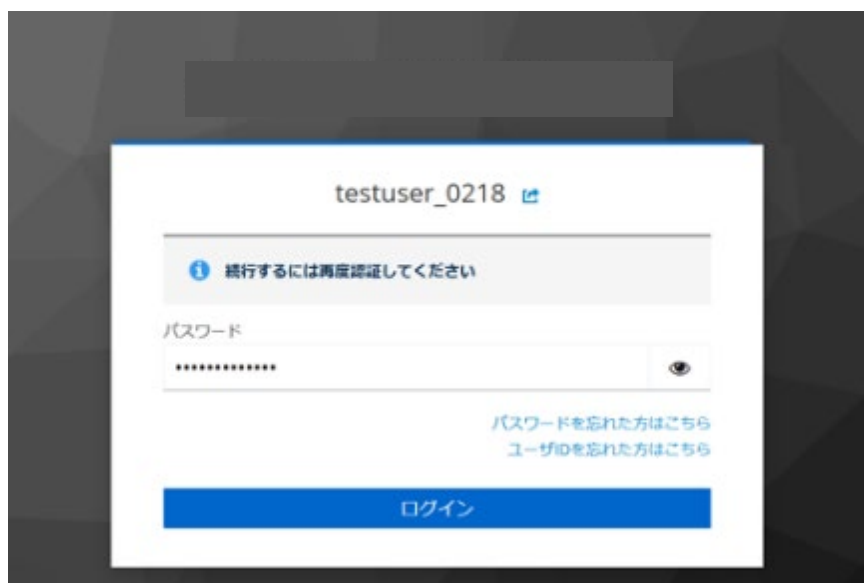 testuser_0218
続行するには再度認証してください
パスワード
•••••••••••••
パスワードを忘れた方はこちら
ユーザIDを忘れた方はこちら
ログイン